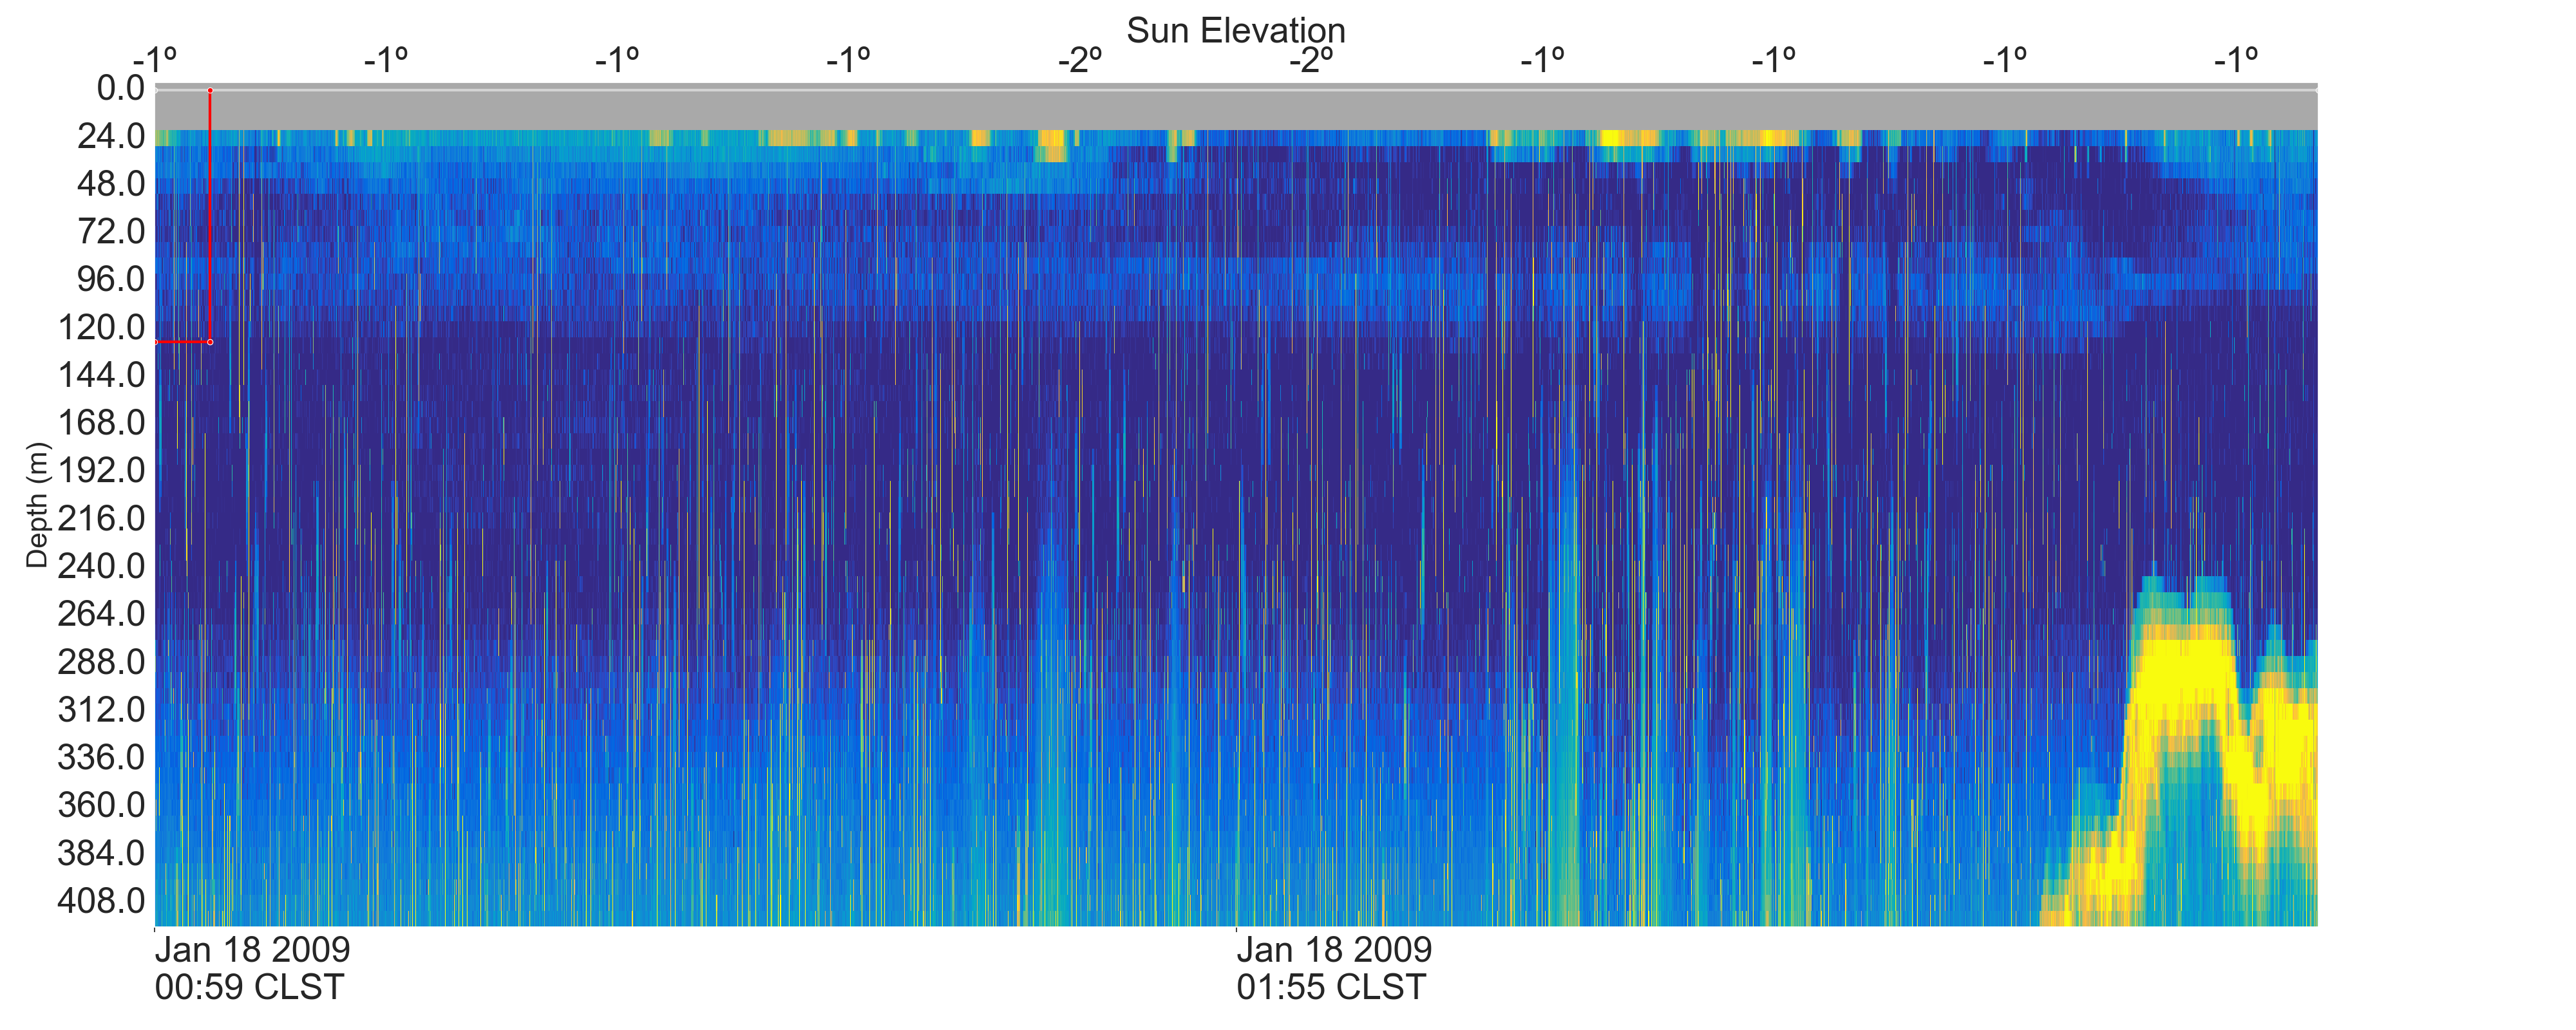 Sun Elevation
-1º -1º -1º -1º -2º -2º -1º -1º -1º -1º
0.0
24.0
48.0
72.0
96.0
120.0
144.0
168.0
192.0
216.0
240.0
264.0
288.0
312.0
336.0
360.0
384.0
408.0
Depth (m)
Jan 18 2009
00:59 CLST
Jan 18 2009
01:55 CLST